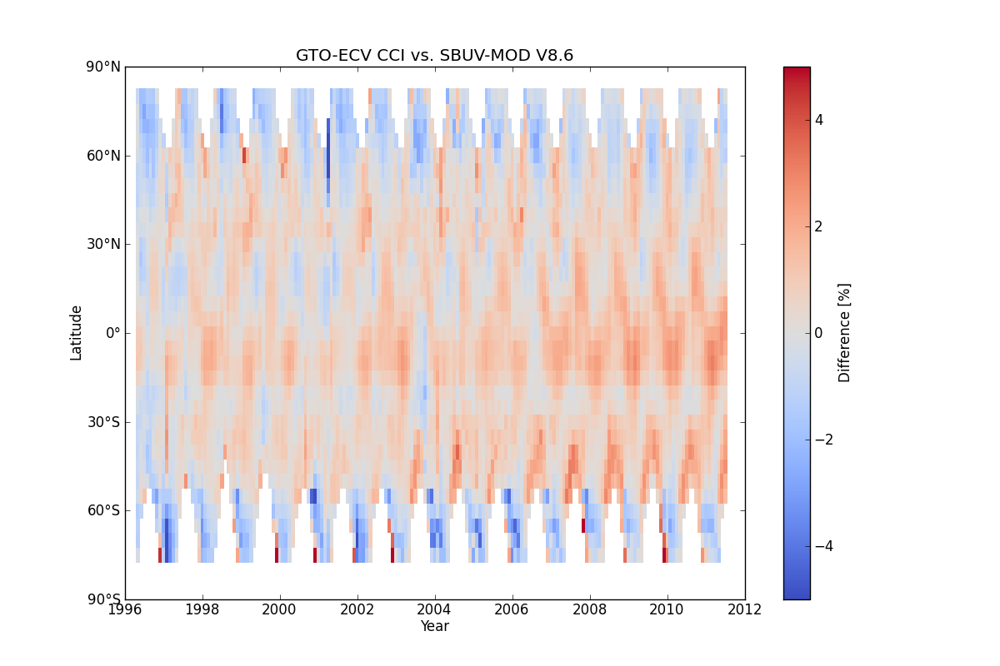 GTO-ECV CCI vs. SBUV-MOD V8.6
90°N
60°N
30°N
0°
30°S
60°S
90°S
Latitude
1996 1998 2000 2002 2004 2006 2008 2010 2012
Year
4
2
0
−2
−4
Difference [%]